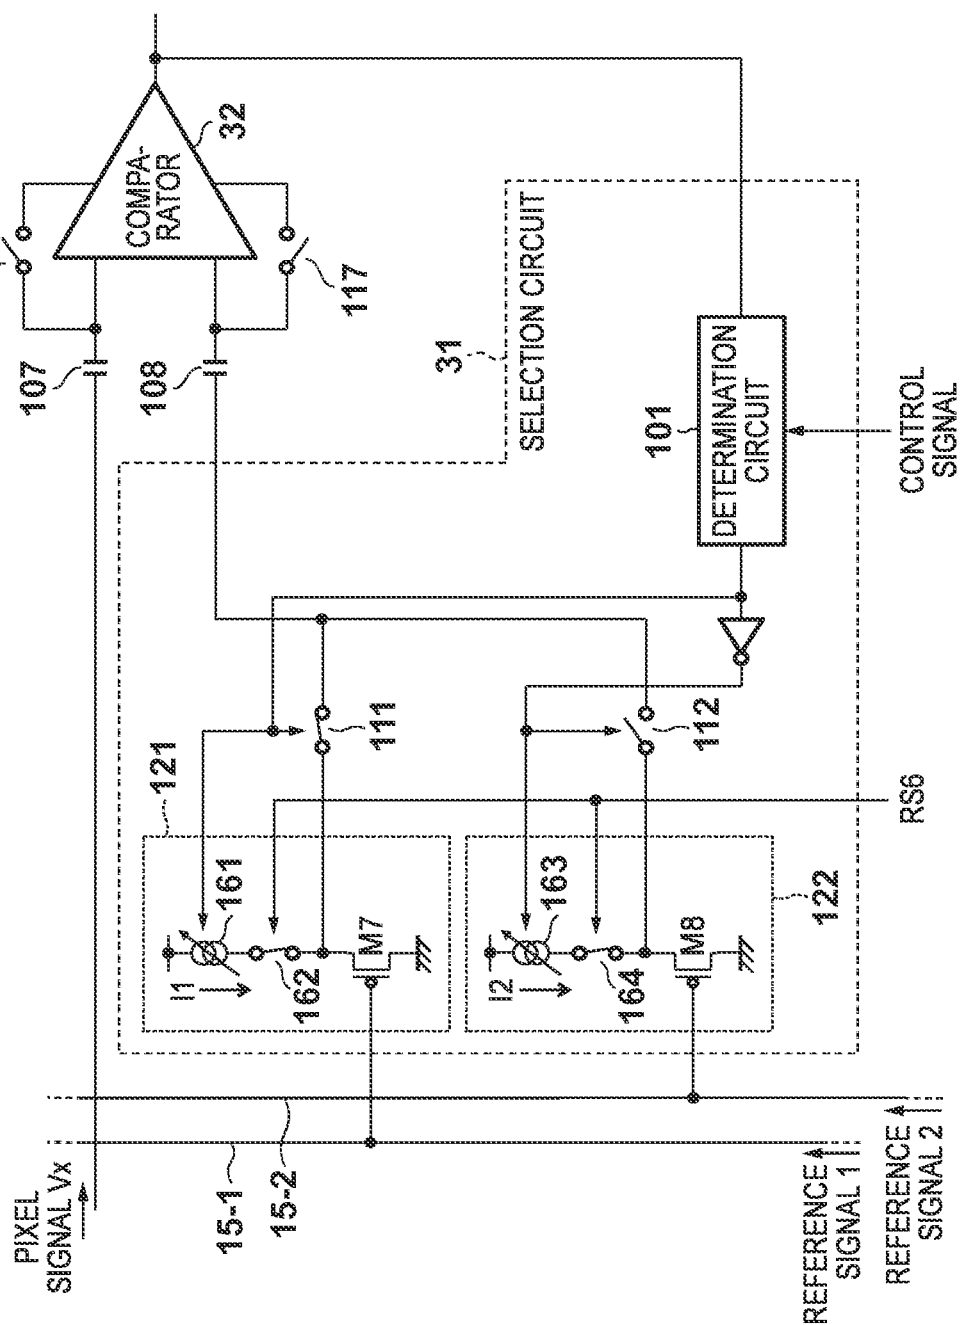 PIXEL
SIGNAL Vx
15-1
15-2
REFERENCE
SIGNAL 1
REFERENCE
SIGNAL 2
121
I1
161
162
M7
111
122
I2
163
164
M8
112
RS6
107
108
COMPA-
RATOR
32
117
31
SELECTION CIRCUIT
101
DETERMINATION
CIRCUIT
CONTROL
SIGNAL